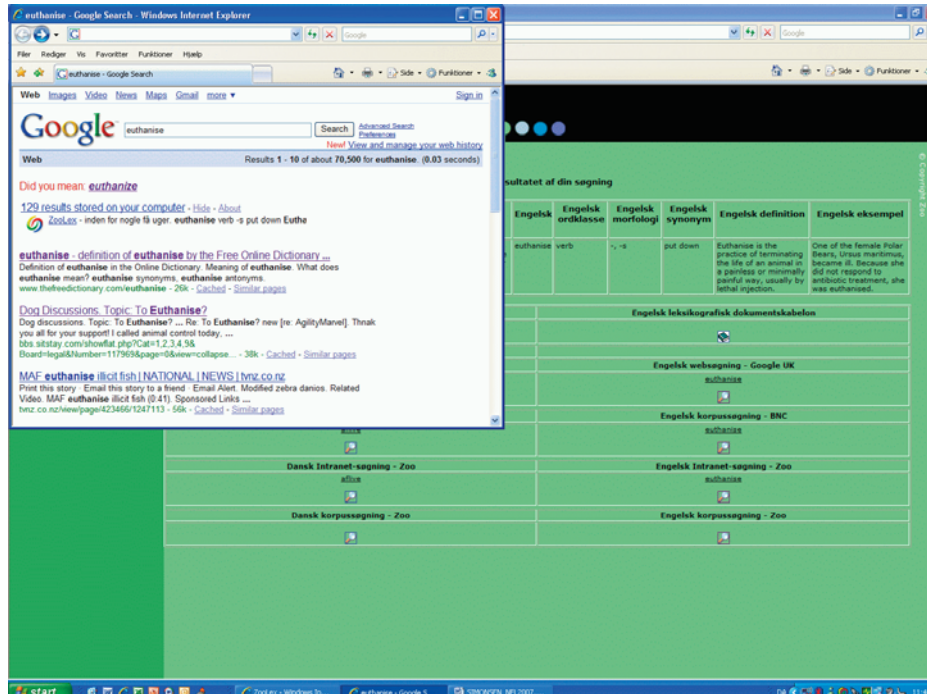 euthanise - Google Search - Windows Internet Explorer
Google
Filer Rediger Vis Favoritter Funktioner Hjælp
euthanise - Google Search
Side
Funktioner
Web Images Video News Maps Gmail more ▼ Sign in
Google
euthanise
Search
Advanced Search
Preferences
New! View and manage your web history
Web Results 1 - 10 of about 70,500 for euthanise. (0.03 seconds)
Did you mean: euthanize
129 results stored on your computer - Hide - About
ZooLex - inden for nogle få uger. euthanise verb -s put down Euthe
euthanise - definition of euthanise by the Free Online Dictionary ...
Definition of euthanise in the Online Dictionary. Meaning of euthanise. What does
euthanise mean? euthanise synonyms, euthanise antonyms.
www.thefreedictionary.com/euthanise - 26k - Cached - Similar pages
Dog Discussions. Topic: To Euthanise?
Dog discussions. Topic: To Euthanise? ... Re: To Euthanise? new [re: AgilityMarvel]. Thnak
you all for your support! I called animal control today, ...
bbs.sitstay.com/showflat.php?Cat=1,2,3,4,9&
Board=legal&Number=117969&page=0&view=collapse... - 38k - Cached - Similar pages
MAF euthanise illicit fish | NATIONAL | NEWS | tvnz.co.nz
Print this story · Email this story to a friend · Email Alert. Modified zebra danios. Related
Video. MAF euthanise illicit fish (0:41). Sponsored Links ...
tvnz.co.nz/view/page/423466/1247113 - 56k - Cached - Similar pages
Google
Side
Funktioner
© Copyright Zoo
sultatet af din søgning
Engelsk
Engelsk ordklasse
Engelsk morfologi
Engelsk synonym
Engelsk definition
Engelsk eksempel
euthanise
verb
-, -s
put down
Euthanise is the
practice of terminating
the life of an animal in
a painless or minimally
painful way, usually by
lethal injection.
One of the female Polar
Bears, Ursus maritimus,
became ill. Because she
did not respond to
antibiotic treatment, she
was euthanised.
Engelsk leksikografisk dokumentskabelon
Engelsk websøgning - Google UK
euthanise
Engelsk korpussøgning - BNC
aflive euthanise
Dansk Intranet-søgning - Zoo Engelsk Intranet-søgning - Zoo
aflive euthanise
Dansk korpussøgning - Zoo Engelsk korpussøgning - Zoo
start
ZooLex - Windows In...
euthanise - Google S...
SIMONSEN_NFL2007
DA